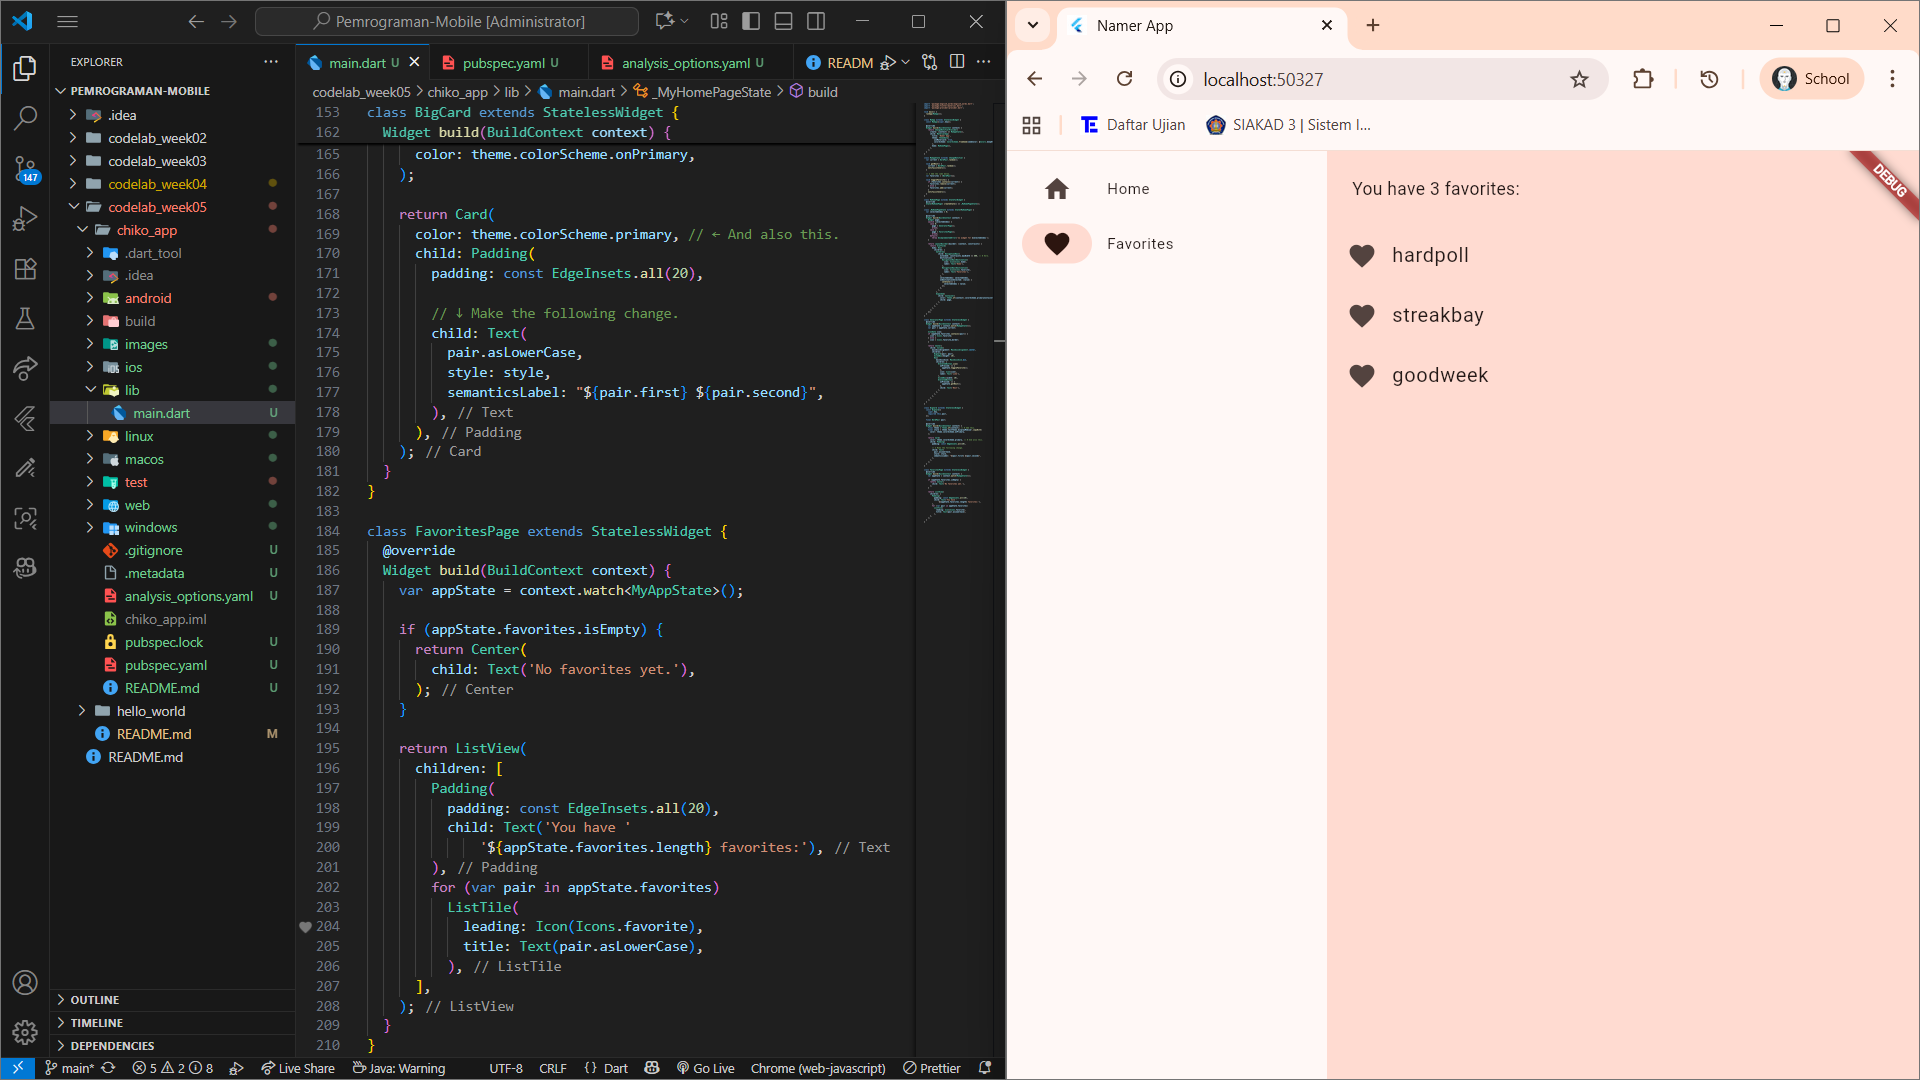 Pemrograman-Mobile [Administrator]
EXPLORER
PEMROGRAMAN-MOBILE
.idea
codelab_week02
codelab_week03
codelab_week04
codelab_week05
chiko_app
.dart_tool
.idea
android
build
images
ios
lib
main.dart U
linux
macos
test
web
windows
.gitignore U
.metadata U
analysis_options.yaml U
chiko_app.iml
pubspec.lock U
pubspec.yaml U
README.md U
hello_world
README.md M
README.md
OUTLINE
TIMELINE
DEPENDENCIES
147
main.dart U pubspec.yaml U analysis_options.yaml U READM
codelab_week05 > chiko_app > lib > main.dart > _MyHomePageState > build
153 class BigCard extends StatelessWidget {
162 Widget build(BuildContext context) {
165 color: theme.colorScheme.onPrimary,
166 );
167
168 return Card(
169 color: theme.colorScheme.primary, // ← And also this.
170 child: Padding(
171 padding: const EdgeInsets.all(20),
172
173 // ↓ Make the following change.
174 child: Text(
175 pair.asLowerCase,
176 style: style,
177 semanticsLabel: "${pair.first} ${pair.second}",
178 ), // Text
179 ), // Padding
180 ); // Card
181 }
182 }
183
184 class FavoritesPage extends StatelessWidget {
185 @override
186 Widget build(BuildContext context) {
187 var appState = context.watch<MyAppState>();
188
189 if (appState.favorites.isEmpty) {
190 return Center(
191 child: Text('No favorites yet.'),
192 ); // Center
193 }
194
195 return ListView(
196 children: [
197 Padding(
198 padding: const EdgeInsets.all(20),
199 child: Text('You have '
200 '${appState.favorites.length} favorites:'), // Text
201 ), // Padding
202 for (var pair in appState.favorites)
203 ListTile(
204 leading: Icon(Icons.favorite),
205 title: Text(pair.asLowerCase),
206 ), // ListTile
207 ],
208 ); // ListView
209 }
210 }
main* 5 2 8 Live Share Java: Warning UTF-8 CRLF {} Dart Go Live Chrome (web-javascript) Prettier
Namer App
localhost:50327
School
Daftar Ujian
SIAKAD 3 | Sistem I...
DEBUG
Home
Favorites
You have 3 favorites:
hardpoll
streakbay
goodweek